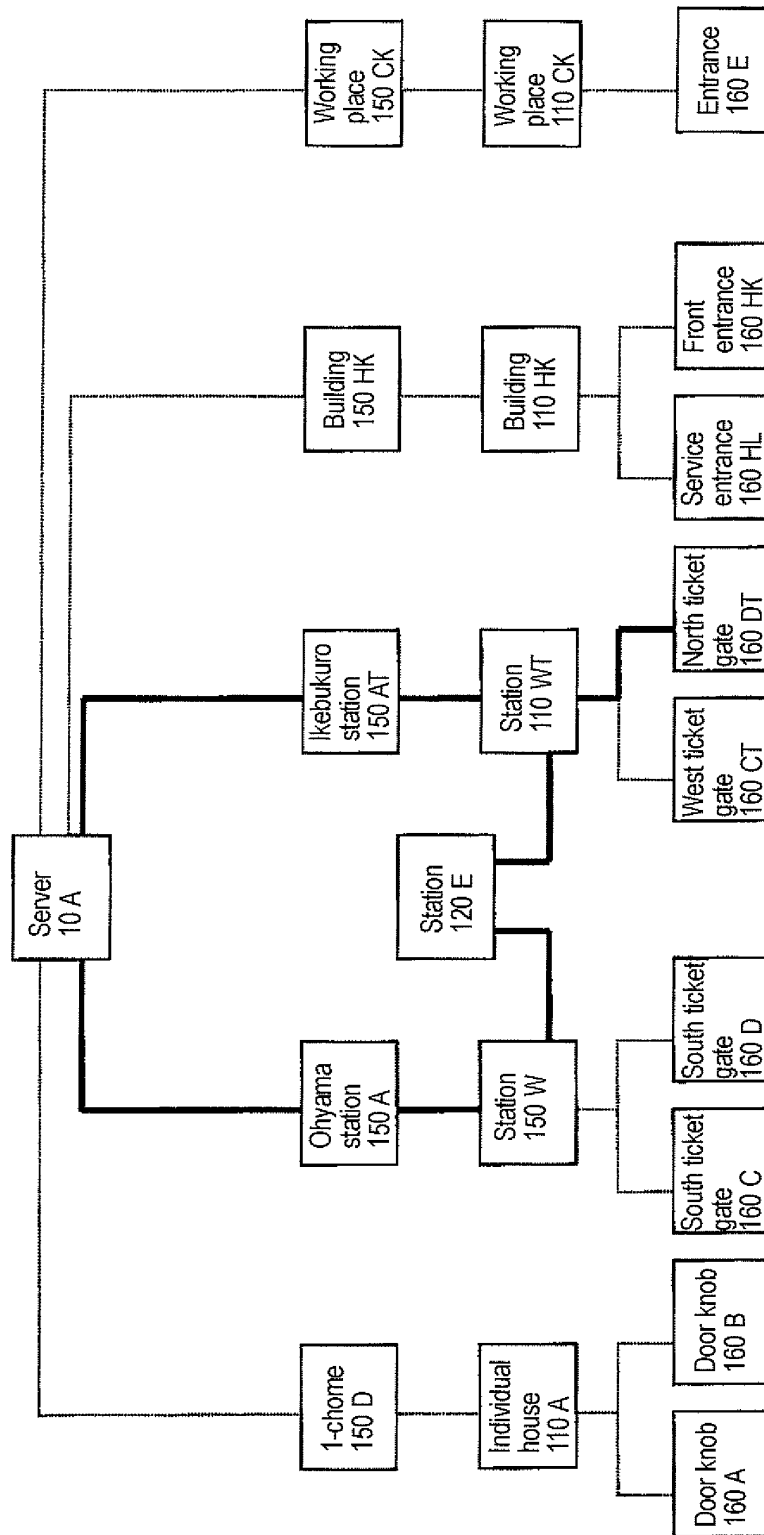 Server
10 A
1-chome
150 D
Ohyama
station
150 A
Ikebukuro
station
150 AT
Building
150 HK
Working
place
150 CK
Station
120 E
Individual
house
110 A
Station
150 W
Station
110 WT
Building
110 HK
Working
place
110 CK
Door knob
160 A
Door knob
160 B
South ticket
gate
160 C
South ticket
gate
160 D
West ticket
gate
160 CT
North ticket
gate
160 DT
Service
entrance
160 HL
Front
entrance
160 HK
Entrance
160 E